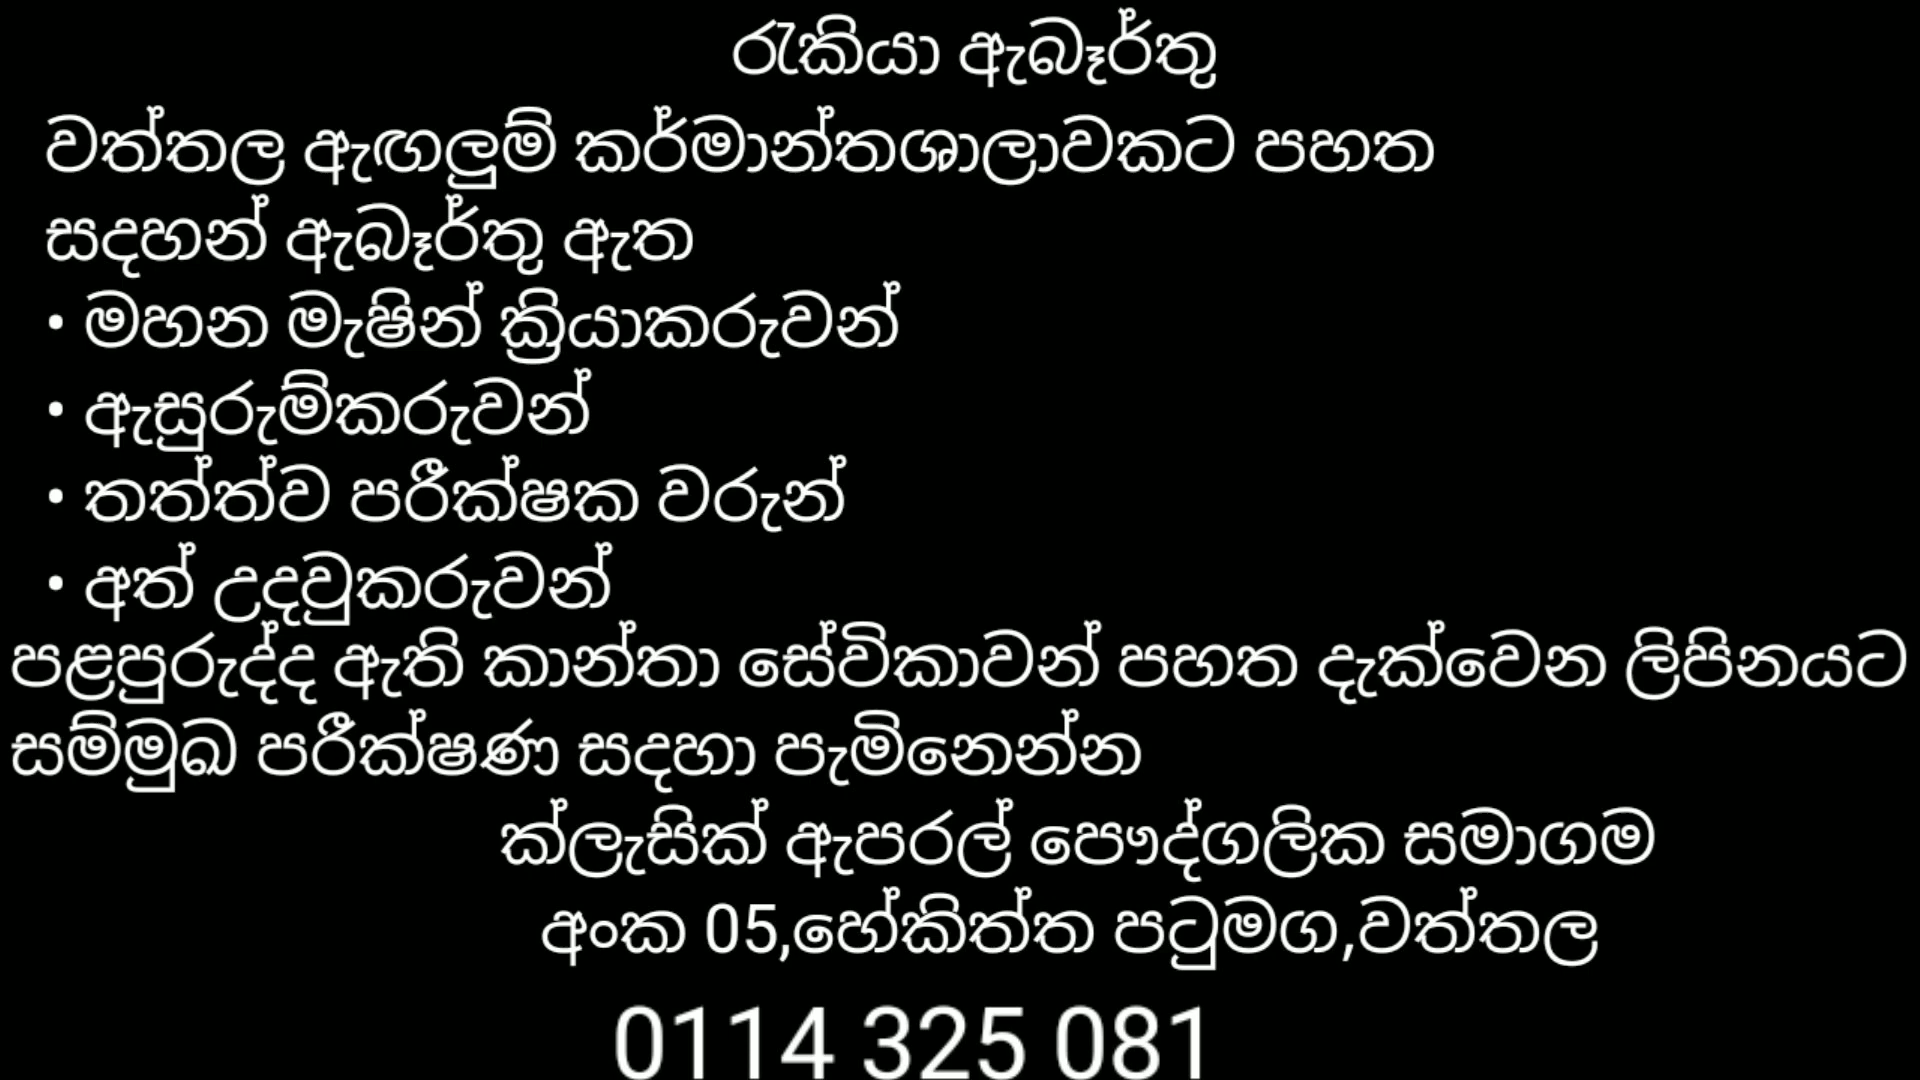 රැකියා ඇබෑර්තු
වත්තල ඇඟලුම් කර්මාන්තශාලාවකට පහත
සදහන් ඇබෑර්තු ඇත
• මහන මැෂින් ක්‍රියාකරුවන්
• ඇසුරුම්කරුවන්
• තත්ත්ව පරීක්ෂක වරුන්
• අත් උදවුකරුවන්
පළපුරුද්ද ඇති කාන්තා සේවිකාවන් පහත දැක්වෙන ලිපිනයට
සම්මුඛ පරීක්ෂණ සදහා පැමිනෙන්න
ක්ලැසික් ඇපරල් පෞද්ගලික සමාගම
අංක 05,හේකිත්ත පටුමග,වත්තල
0114 325 081